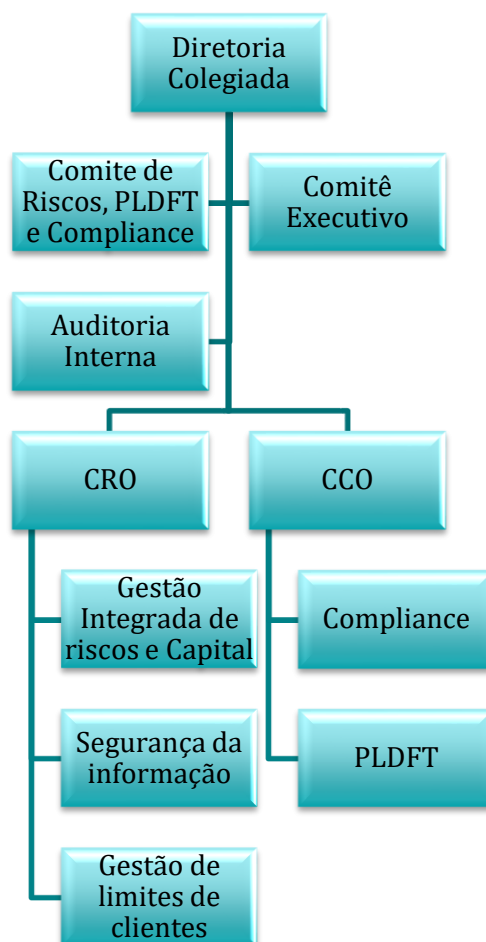 Diretoria
Colegiada
Comite de
Riscos, PLDFT
e Compliance
Comitê
Executivo
Auditoria
Interna
CRO
CCO
Gestão
Integrada de
riscos e Capital
Compliance
Segurança da
informação
PLDFT
Gestão de
limites de
clientes